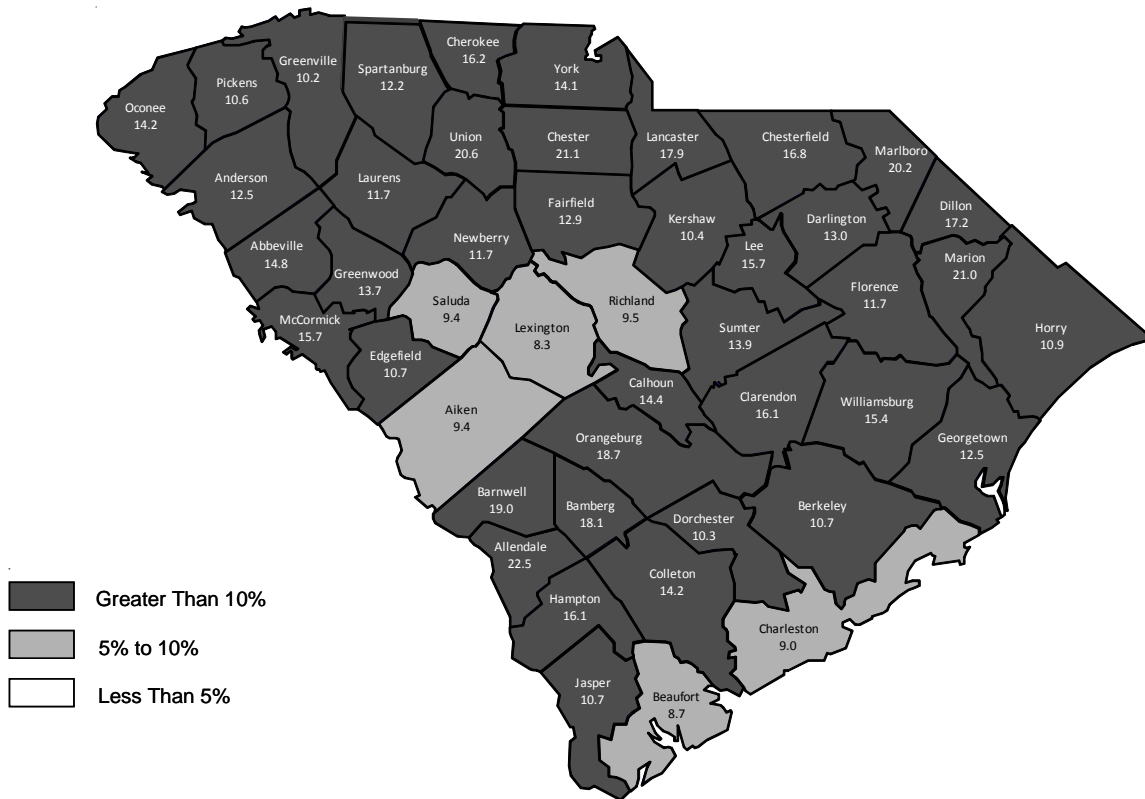 Cherokee
16.2
Greenville
10.2
Spartanburg
12.2
York
14.1
Pickens
10.6
Oconee
14.2
Union
20.6
Chester
21.1
Lancaster
17.9
Chesterfield
16.8
Marlboro
20.2
Anderson
12.5
Laurens
11.7
Fairfield
12.9
Kershaw
10.4
Darlington
13.0
Dillon
17.2
Abbeville
14.8
Newberry
11.7
Lee
15.7
Marion
21.0
Greenwood
13.7
Florence
11.7
Saluda
9.4
Richland
9.5
McCormick
15.7
Lexington
8.3
Sumter
13.9
Horry
10.9
Edgefield
10.7
Calhoun
14.4
Clarendon
16.1
Williamsburg
15.4
Aiken
9.4
Orangeburg
18.7
Georgetown
12.5
Barnwell
19.0
Bamberg
18.1
Dorchester
10.3
Berkeley
10.7
Allendale
22.5
Colleton
14.2
Hampton
16.1
Charleston
9.0
Jasper
10.7
Beaufort
8.7
Greater Than 10%
5% to 10%
Less Than 5%